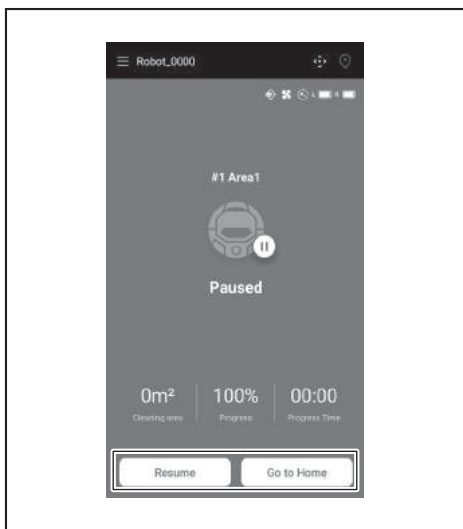 Robot_0000
L R
#1 Area1
Paused
0m² 100% 00:00
Cleaning area Progress Progress Time
Resume Go to Home